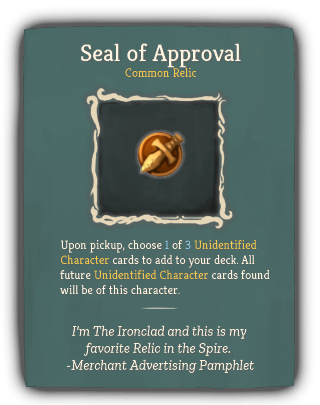 Seal of Approval
Common Relic
Upon pickup, choose 1 of 3 Unidentified
Character cards to add to your deck. All
future Unidentified Character cards found
will be of this character.
I'm The Ironclad and this is my
favorite Relic in the Spire.
-Merchant Advertising Pamphlet